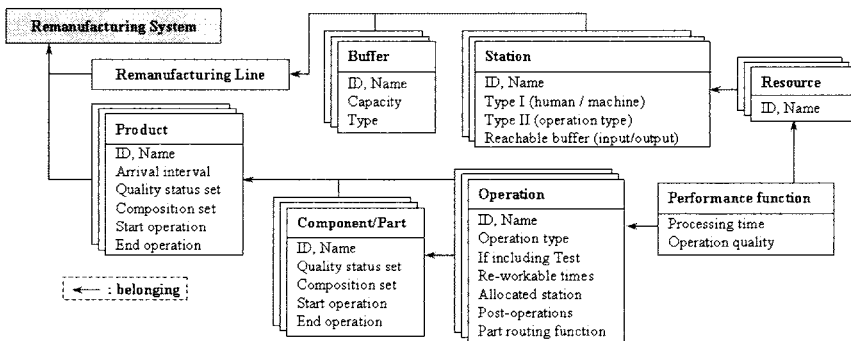 Remanufacturing System
Remanufacturing Line
Buffer
ID, Name
Capacity
Type
Station
ID, Name
Type I (human / machine)
Type II (operation type)
Reachable buffer (input/output)
Resource
ID, Name
Product
ID, Name
Arrival interval
Quality status set
Composition set
Start operation
End operation
Component/Part
ID, Name
Quality status set
Composition set
Start operation
End operation
Operation
ID, Name
Operation type
If including Test
Re-workable times
Allocated station
Post-operations
Part routing function
Performance function
Processing time
Operation quality
: belonging